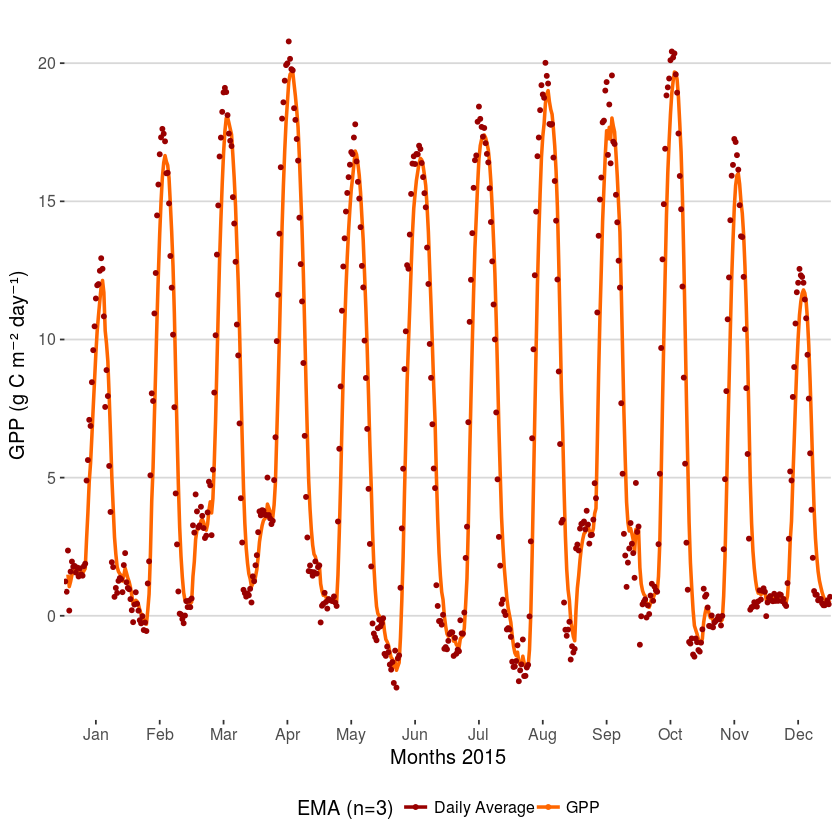 GPP (g C m⁻² day⁻¹)
20
15
10
5
0
Jan Feb Mar Apr May Jun Jul Aug Sep Oct Nov Dec
Months 2015
EMA (n=3) Daily Average GPP